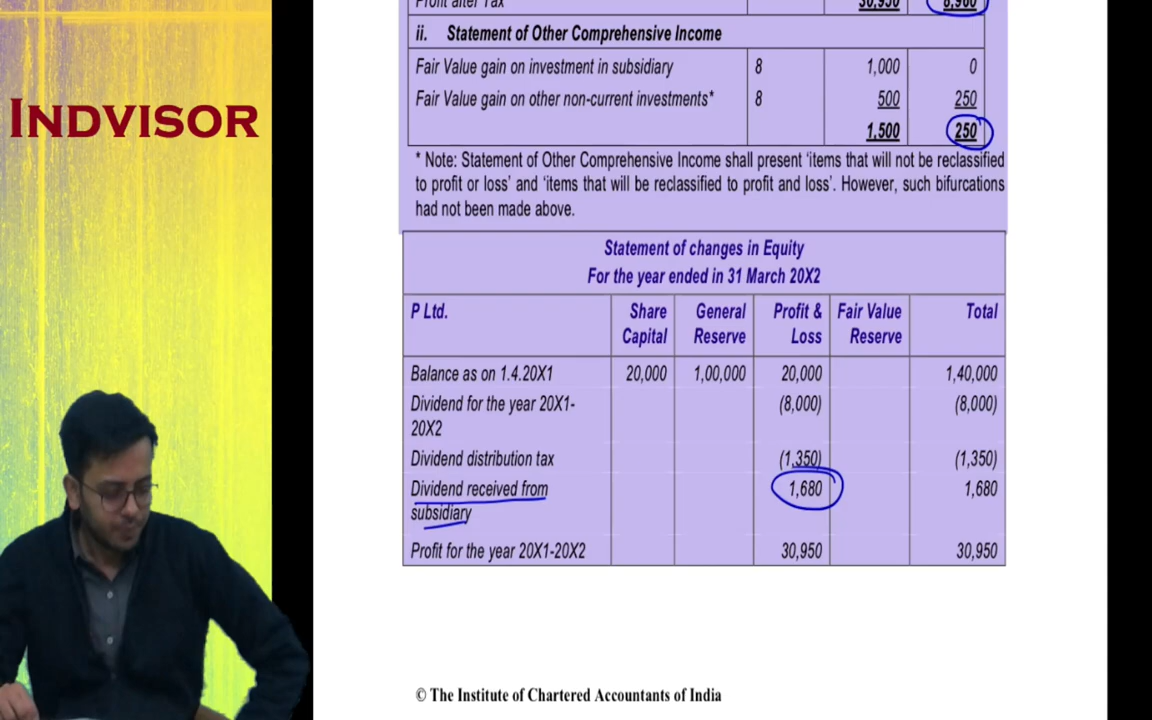 INDVISOR
Profit after Tax 30,950 8,960
ii. Statement of Other Comprehensive Income
Fair Value gain on investment in subsidiary 8 1,000 0
Fair Value gain on other non-current investments* 8 500 250
1,500 250
* Note: Statement of Other Comprehensive Income shall present ‘items that will not be reclassified
to profit or loss’ and ‘items that will be reclassified to profit and loss’. However, such bifurcations
had not been made above.
Statement of changes in Equity
For the year ended in 31 March 20X2
P Ltd. Share Capital General Reserve Profit & Loss Fair Value Reserve Total
Balance as on 1.4.20X1 20,000 1,00,000 20,000 1,40,000
Dividend for the year 20X1- (8,000) (8,000)
20X2
Dividend distribution tax (1,350) (1,350)
Dividend received from 1,680 1,680
subsidiary
Profit for the year 20X1-20X2 30,950 30,950
© The Institute of Chartered Accountants of India